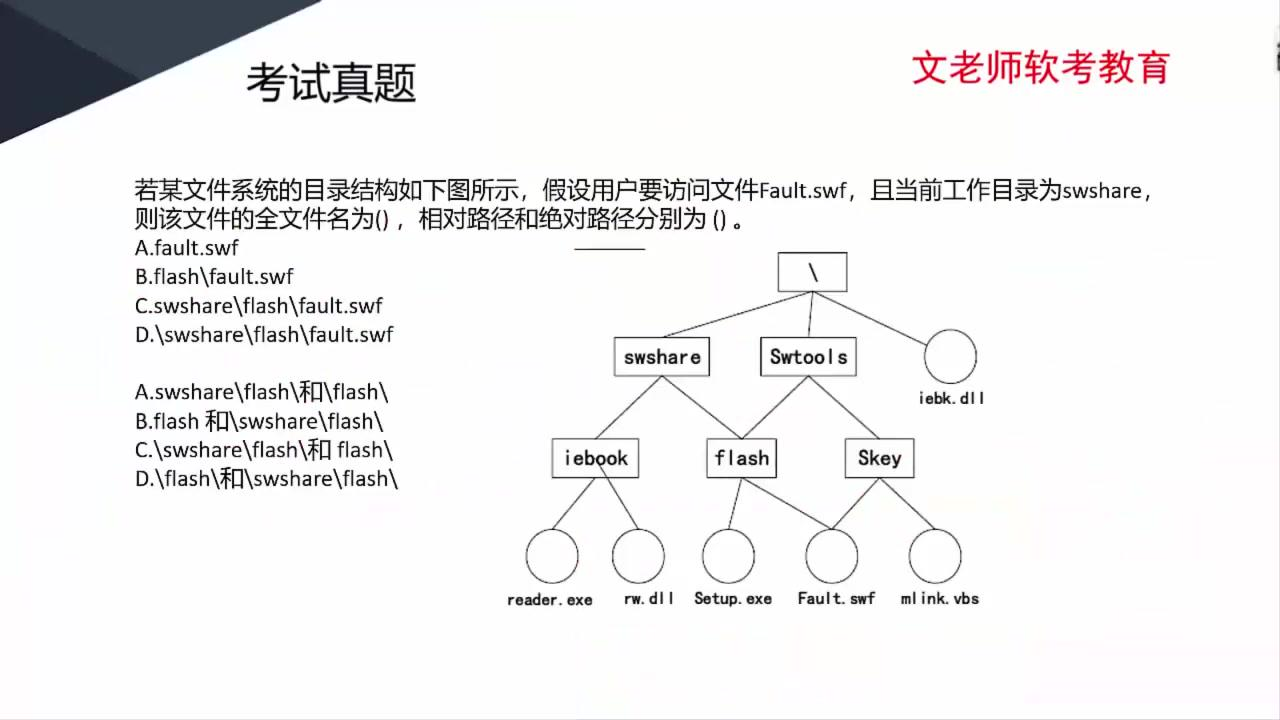 考试真题
文老师软考教育
若某文件系统的目录结构如下图所示，假设用户要访问文件Fault.swf，且当前工作目录为swshare，
则该文件的全文件名为()，相对路径和绝对路径分别为 ()。
A.fault.swf
B.flash\fault.swf
C.swshare\flash\fault.swf
D.\swshare\flash\fault.swf
A.swshare\flash\和\flash\
B.flash 和\swshare\flash\
C.\swshare\flash\和 flash\
D.\flash\和\swshare\flash\
\
swshare
Swtools
iebk.dll
iebook
flash
Skey
reader.exe
rw.dll
Setup.exe
Fault.swf
mlink.vbs